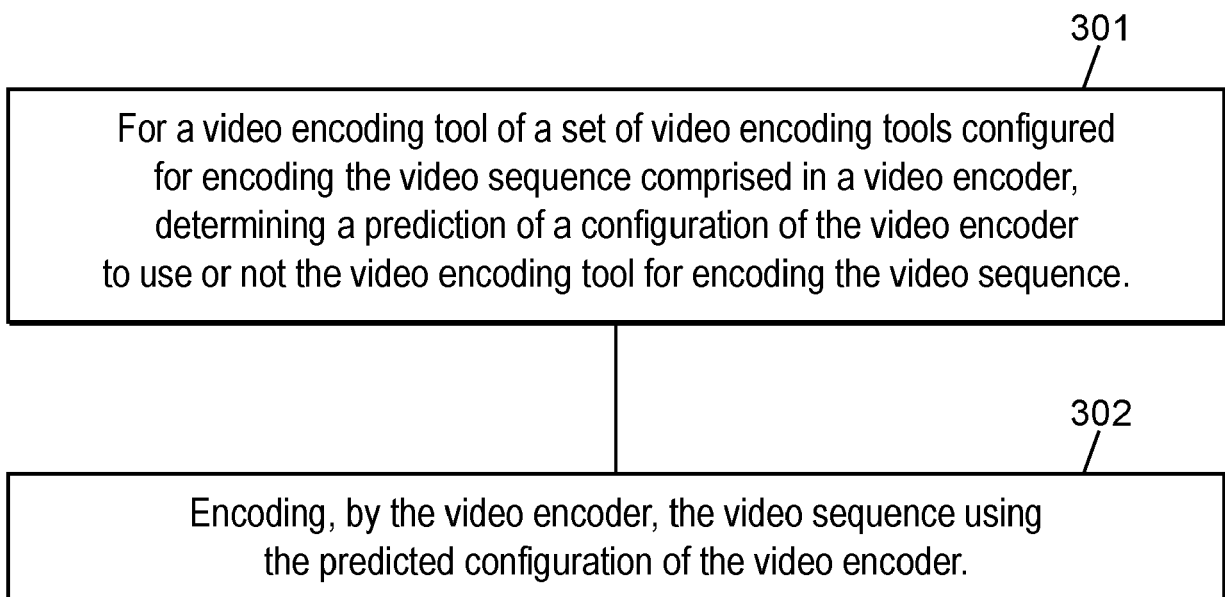 301
For a video encoding tool of a set of video encoding tools configured
for encoding the video sequence comprised in a video encoder,
determining a prediction of a configuration of the video encoder
to use or not the video encoding tool for encoding the video sequence.
302
Encoding, by the video encoder, the video sequence using
the predicted configuration of the video encoder.